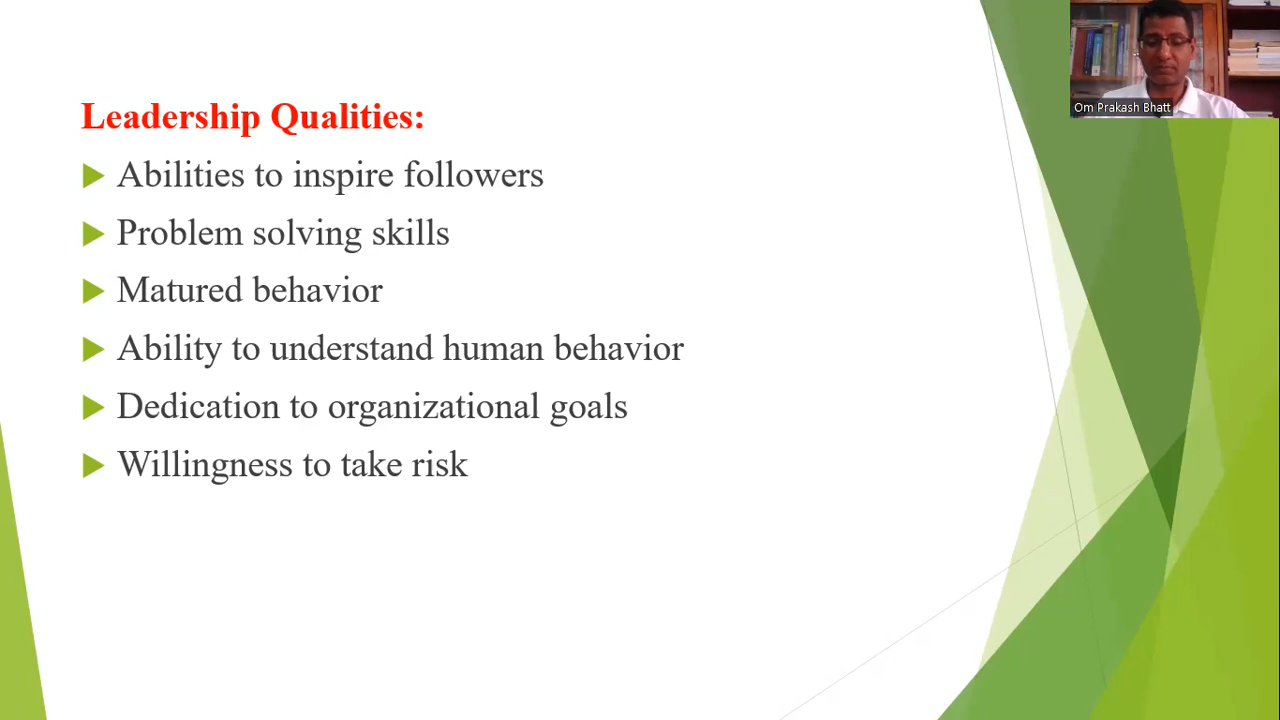 Om Prakash Bhatt
Leadership Qualities:
Abilities to inspire followers
Problem solving skills
Matured behavior
Ability to understand human behavior
Dedication to organizational goals
Willingness to take risk